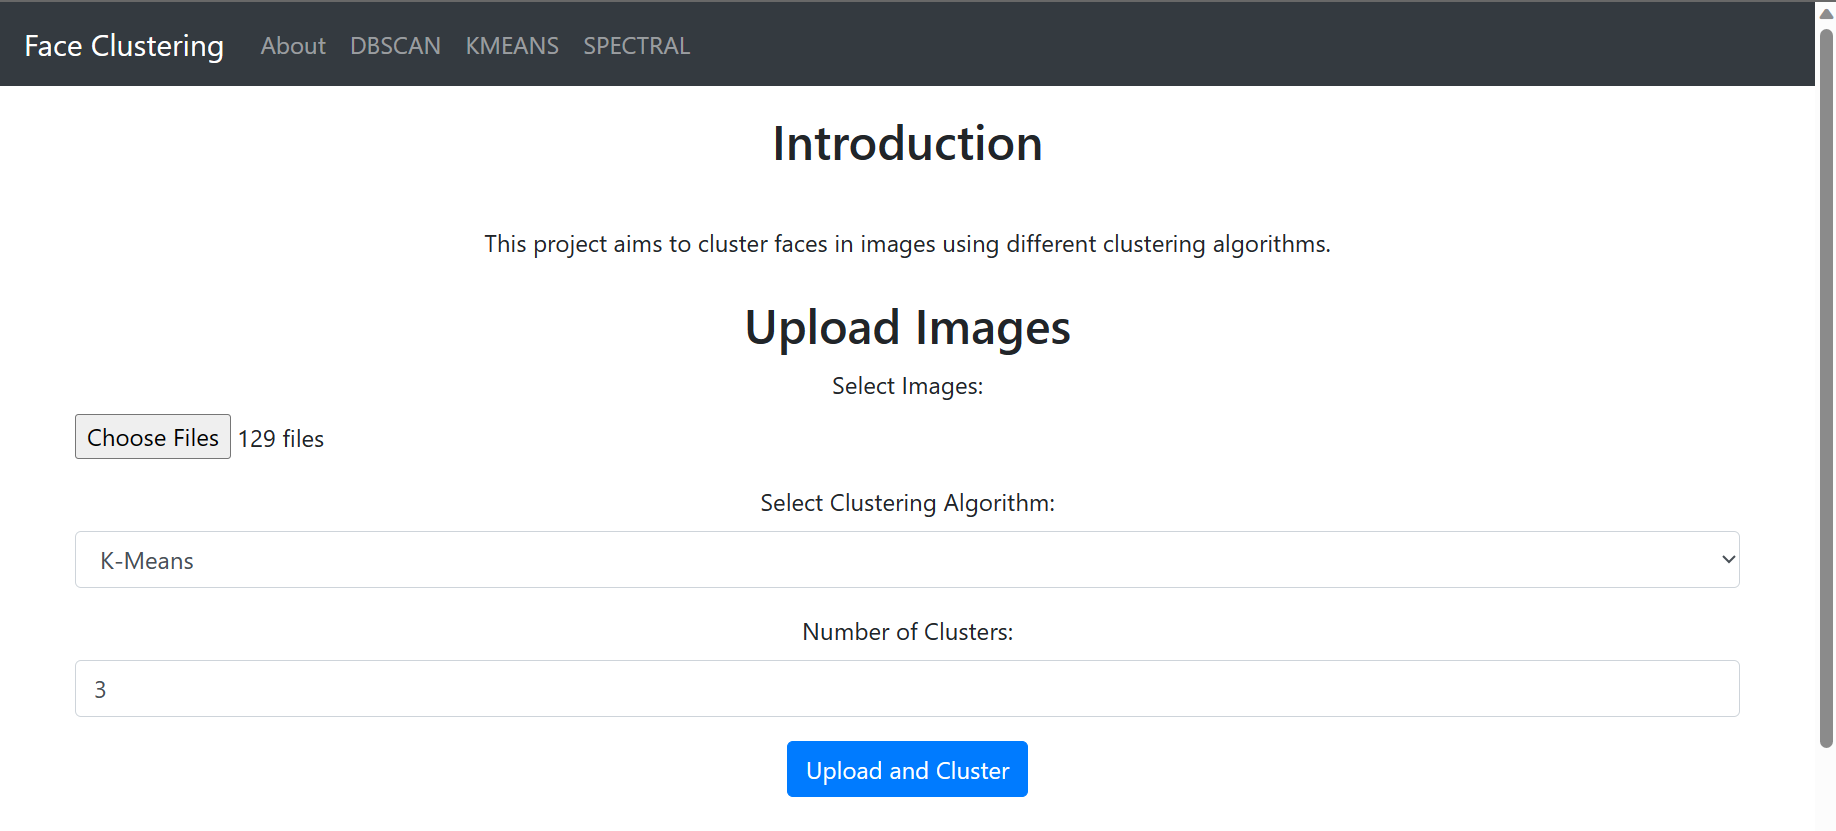 Face Clustering About DBSCAN KMEANS SPECTRAL
Introduction
This project aims to cluster faces in images using different clustering algorithms.
Upload Images
Select Images:
Choose Files 129 files
Select Clustering Algorithm:
K-Means
Number of Clusters:
3
Upload and Cluster